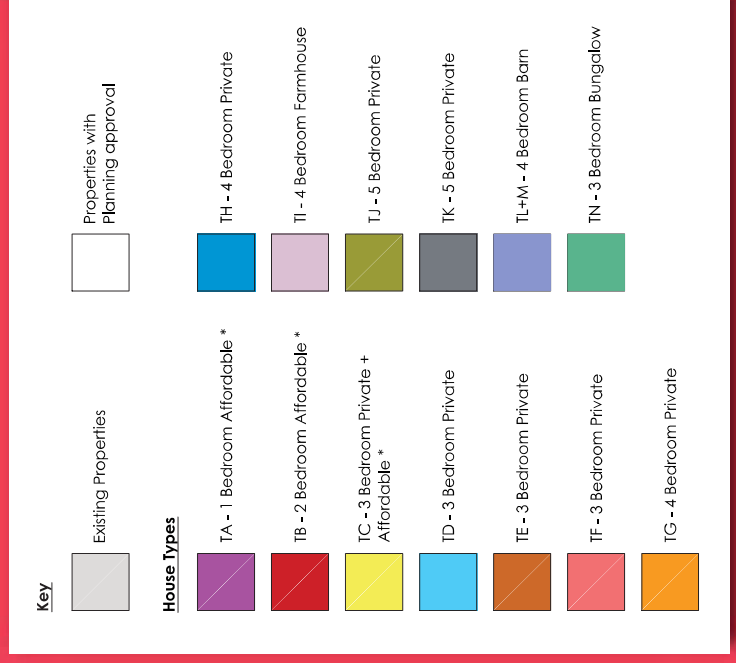 Key
Existing Properties
Properties with
Planning approval
House Types
TA - 1 Bedroom Affordable *
TB - 2 Bedroom Affordable *
TC - 3 Bedroom Private +
Affordable *
TD - 3 Bedroom Private
TE - 3 Bedroom Private
TF - 3 Bedroom Private
TG - 4 Bedroom Private
TH - 4 Bedroom Private
TI - 4 Bedroom Farmhouse
TJ - 5 Bedroom Private
TK - 5 Bedroom Private
TL+M - 4 Bedroom Barn
TN - 3 Bedroom Bungalow